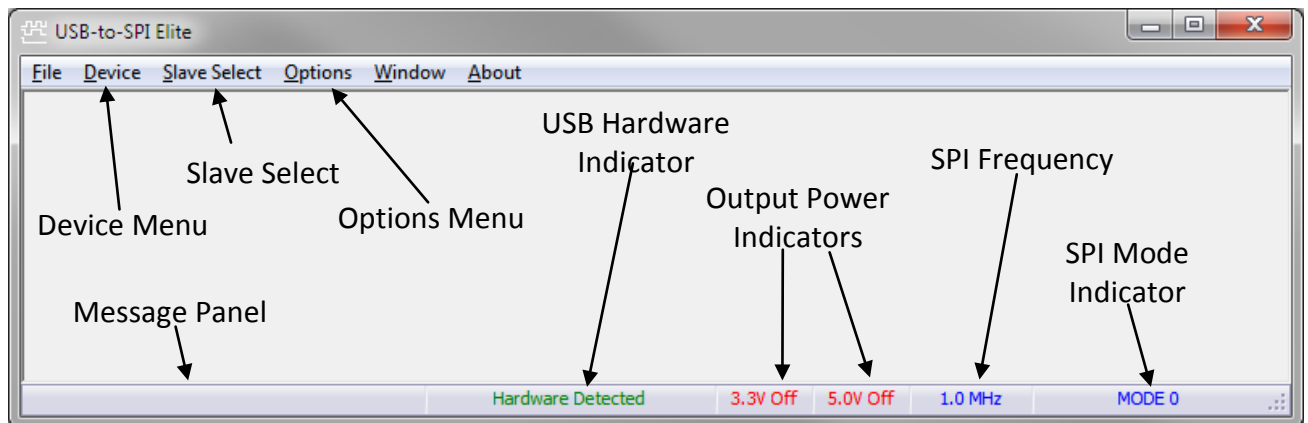 USB-to-SPI Elite
File Device Slave Select Options Window About
USB Hardware
Indicator
SPI Frequency
Slave Select
Output Power
Indicators
Device Menu
Options Menu
SPI Mode
Indicator
Message Panel
Hardware Detected 3.3V Off 5.0V Off 1.0 MHz MODE 0